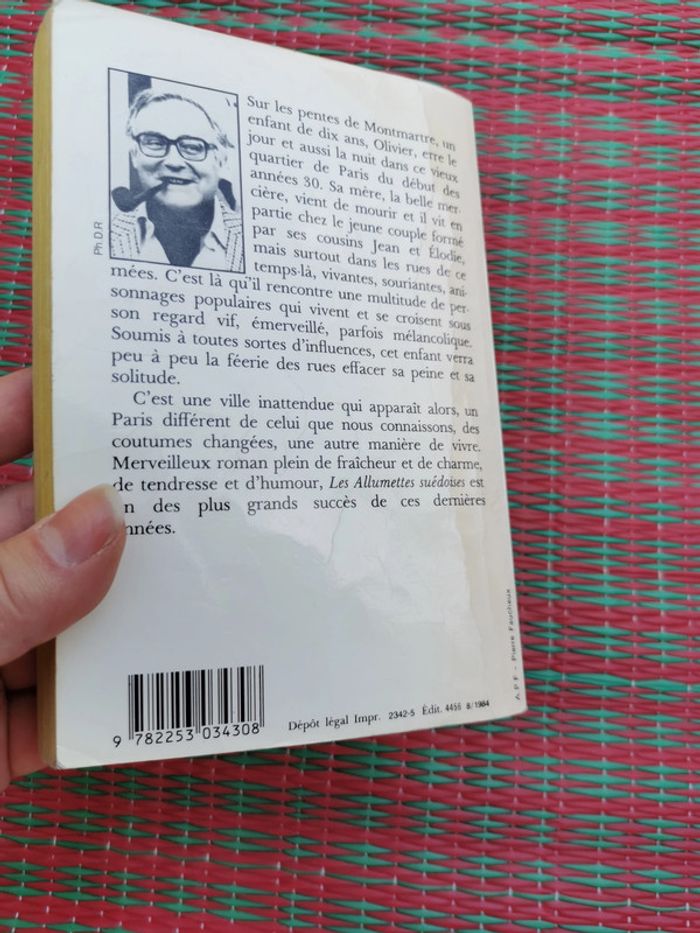 Sur les pentes de Montmartre, un
enfant de dix ans, Olivier, erre le
jour et aussi la nuit dans ce vieux
quartier de Paris du début des
années 30. Sa mère, la belle mer-
cière, vient de mourir et il vit en
partie chez le jeune couple formé
par ses cousins Jean et Élodie,
mais surtout dans les rues de ce
temps-là, vivantes, souriantes, ani-
mées. C'est là qu'il rencontre une multitude de per-
sonnages populaires qui vivent et se croisent sous
son regard vif, émerveillé, parfois mélancolique.
Soumis à toutes sortes d'influences, cet enfant verra
peu à peu la féerie des rues effacer sa peine et sa
solitude.
C'est une ville inattendue qui apparaît alors, un
Paris différent de celui que nous connaissons, des
coutumes changées, une autre manière de vivre.
Merveilleux roman plein de fraîcheur et de charme,
de tendresse et d'humour, Les Allumettes suédoises est
n des plus grands succès de ces dernières
nnées.
Ph.D.R
A.P.F. - Pierre Faucheux
9 782253 034308
Dépôt légal Impr. 2342-5 Édit. 4456 8/1984